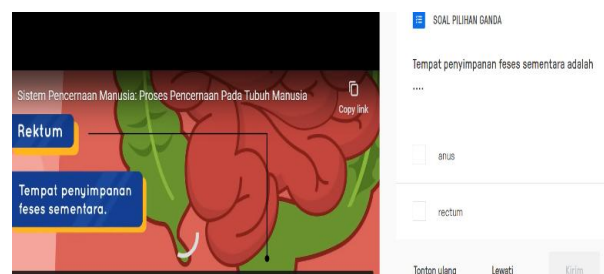 Sistem Pencernaan Manusia: Proses Pencernaan Pada Tubuh Manusia
Copy link
Rektum
Tempat penyimpanan
feses sementara.
SOAL PILIHAN GANDA
Tempat penyimpanan feses sementara adalah
....
anus
rectum
Tonton ulang
Lewati
Kirim